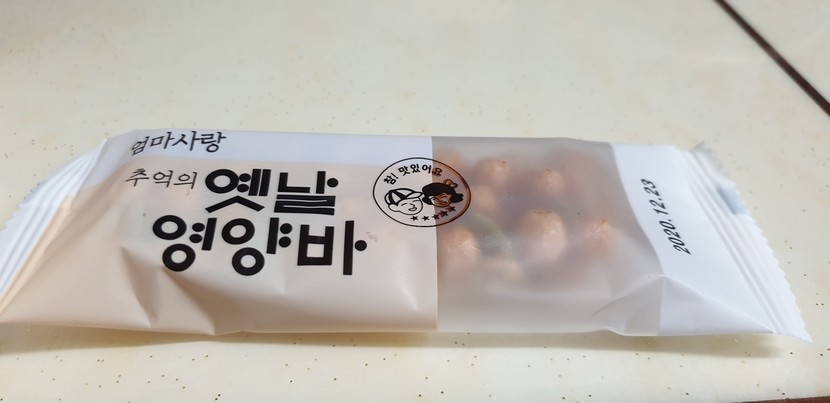 엄마사랑
추억의 옛날
영양바
참! 맛있어요
★★★★★
2020.12.23